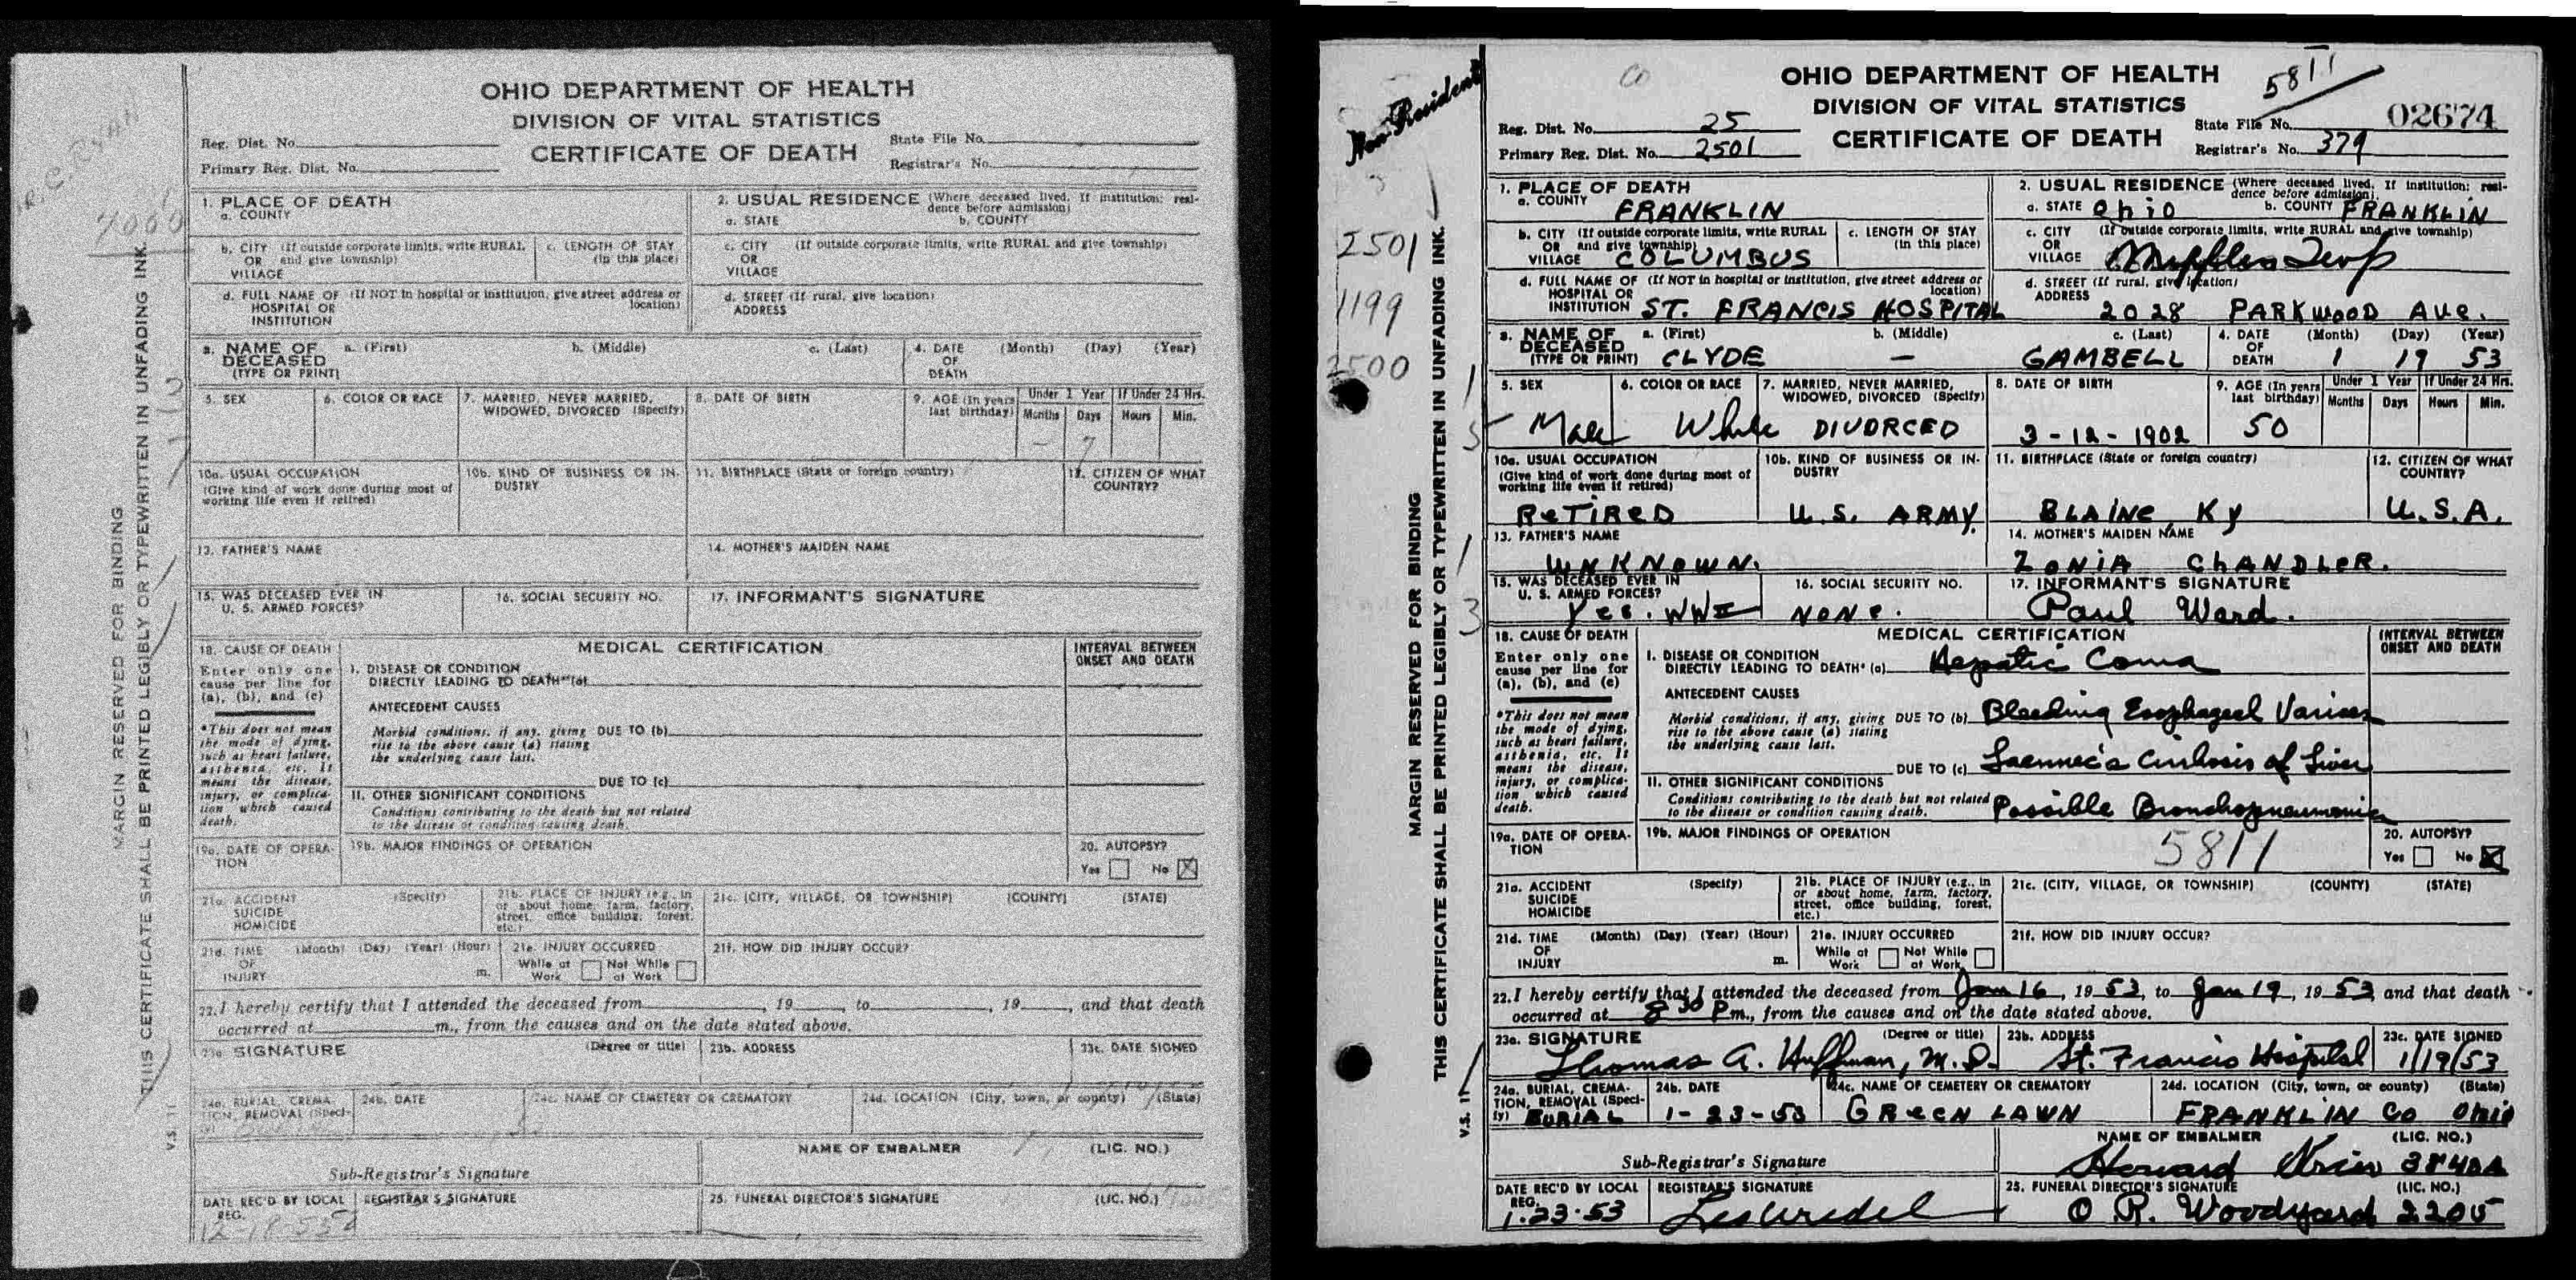 OHIO DEPARTMENT OF HEALTH
DIVISION OF VITAL STATISTICS
CERTIFICATE OF DEATH
Reg. Dist. No.
Primary Reg. Dist. No.
State File No.
Registrar's No.
4000
MARGIN RESERVED FOR BINDING
THIS CERTIFICATE SHALL BE PRINTED LEGIBLY OR TYPEWRITTEN IN UNFADING INK.
V.S. 11
1. PLACE OF DEATH
a. COUNTY
2. USUAL RESIDENCE (Where deceased lived. If institution: resi-
dence before admission)
a. STATE b. COUNTY
b. CITY (If outside corporate limits, write RURAL
OR and give township)
VILLAGE
c. LENGTH OF STAY
(in this place)
c. CITY (If outside corporate limits, write RURAL and give township)
OR
VILLAGE
d. FULL NAME OF (If NOT in hospital or institution, give street address or
HOSPITAL OR location)
INSTITUTION
d. STREET (If rural, give location)
ADDRESS
3. NAME OF a. (First) b. (Middle) c. (Last)
DECEASED
(TYPE OR PRINT)
4. DATE (Month) (Day) (Year)
OF
DEATH
5. SEX
6. COLOR OR RACE
7. MARRIED, NEVER MARRIED,
WIDOWED, DIVORCED (Specify)
8. DATE OF BIRTH
9. AGE (In years
last birthday)
Under 1 Year If Under 24 Hrs.
Months Days Hours Min.
– 7
10a. USUAL OCCUPATION
(Give kind of work done during most of
working life even if retired)
10b. KIND OF BUSINESS OR IN-
DUSTRY
11. BIRTHPLACE (State or foreign country)
12. CITIZEN OF WHAT
COUNTRY?
13. FATHER'S NAME
14. MOTHER'S MAIDEN NAME
15. WAS DECEASED EVER IN
U. S. ARMED FORCES?
16. SOCIAL SECURITY NO.
17. INFORMANT'S SIGNATURE
18. CAUSE OF DEATH
Enter only one
cause per line for
(a), (b), and (c)
*This does not mean
the mode of dying,
such as heart failure,
asthenia, etc. It
means the disease,
injury, or complica-
tion which caused
death.
MEDICAL CERTIFICATION
INTERVAL BETWEEN
ONSET AND DEATH
I. DISEASE OR CONDITION
DIRECTLY LEADING TO DEATH* (a)
ANTECEDENT CAUSES
Morbid conditions, if any, giving DUE TO (b)
rise to the above cause (a) stating
the underlying cause last.
DUE TO (c)
II. OTHER SIGNIFICANT CONDITIONS
Conditions contributing to the death but not related
to the disease or condition causing death.
19a. DATE OF OPERA-
TION
19b. MAJOR FINDINGS OF OPERATION
20. AUTOPSY?
Yes No
21a. ACCIDENT (Specify)
SUICIDE
HOMICIDE
21b. PLACE OF INJURY (e.g., in
or about home, farm, factory,
street, office building, forest,
etc.)
21c. (CITY, VILLAGE, OR TOWNSHIP) (COUNTY) (STATE)
21d. TIME (Month) (Day) (Year) (Hour)
OF
INJURY m.
21e. INJURY OCCURRED
While at Not While
Work at Work
21f. HOW DID INJURY OCCUR?
22. I hereby certify that I attended the deceased from , 19 , to , 19 , and that death
occurred at m., from the causes and on the date stated above.
23a. SIGNATURE (Degree or title)
23b. ADDRESS
23c. DATE SIGNED
24a. BURIAL, CREMA-
TION, REMOVAL (Speci-
fy)
24b. DATE
24c. NAME OF CEMETERY OR CREMATORY
24d. LOCATION (City, town, or county) (State)
Sub-Registrar's Signature
NAME OF EMBALMER (LIC. NO.)
DATE REC'D BY LOCAL
REG.
REGISTRAR'S SIGNATURE
25. FUNERAL DIRECTOR'S SIGNATURE (LIC. NO.)
Non-Resident
Co
OHIO DEPARTMENT OF HEALTH
DIVISION OF VITAL STATISTICS
CERTIFICATE OF DEATH
5811
Reg. Dist. No. 25
Primary Reg. Dist. No. 2501
State File No. 02674
Registrar's No. 379
2501
1199
2500
MARGIN RESERVED FOR BINDING
THIS CERTIFICATE SHALL BE PRINTED LEGIBLY OR TYPEWRITTEN IN UNFADING INK.
V.S. 11
1. PLACE OF DEATH
a. COUNTY FRANKLIN
2. USUAL RESIDENCE (Where deceased lived. If institution: resi-
dence before admission)
a. STATE Ohio b. COUNTY FRANKLIN
b. CITY (If outside corporate limits, write RURAL
OR and give township)
VILLAGE COLUMBUS
c. LENGTH OF STAY
(in this place)
c. CITY (If outside corporate limits, write RURAL and give township)
OR
VILLAGE Mifflin Twp
d. FULL NAME OF (If NOT in hospital or institution, give street address or
HOSPITAL OR location)
INSTITUTION ST. FRANCIS HOSPITAL
d. STREET (If rural, give location)
ADDRESS
2028 PARKWOOD AVE.
3. NAME OF a. (First) b. (Middle) c. (Last)
DECEASED
(TYPE OR PRINT) CLYDE – GAMBELL
4. DATE (Month) (Day) (Year)
OF
DEATH 1 19 53
5. SEX
Male
6. COLOR OR RACE
White
7. MARRIED, NEVER MARRIED,
WIDOWED, DIVORCED (Specify)
DIVORCED
8. DATE OF BIRTH
3-12-1902
9. AGE (In years
last birthday)
50
Under 1 Year If Under 24 Hrs.
Months Days Hours Min.
10a. USUAL OCCUPATION
(Give kind of work done during most of
working life even if retired)
RETIRED
10b. KIND OF BUSINESS OR IN-
DUSTRY
U.S. ARMY.
11. BIRTHPLACE (State or foreign country)
BLAINE Ky
12. CITIZEN OF WHAT
COUNTRY?
U.S.A.
13. FATHER'S NAME
UNKNOWN.
14. MOTHER'S MAIDEN NAME
ZONIA CHANDLER.
15. WAS DECEASED EVER IN
U. S. ARMED FORCES?
Yes. WWII
16. SOCIAL SECURITY NO.
NONE.
17. INFORMANT'S SIGNATURE
Paul Ward.
18. CAUSE OF DEATH
Enter only one
cause per line for
(a), (b), and (c)
*This does not mean
the mode of dying,
such as heart failure,
asthenia, etc. It
means the disease,
injury, or complica-
tion which caused
death.
MEDICAL CERTIFICATION
INTERVAL BETWEEN
ONSET AND DEATH
I. DISEASE OR CONDITION
DIRECTLY LEADING TO DEATH* (a) Hepatic Coma
ANTECEDENT CAUSES
Morbid conditions, if any, giving DUE TO (b) Bleeding Esophageal Varices
rise to the above cause (a) stating
the underlying cause last.
DUE TO (c) Laennec's Cirrhosis of Liver
II. OTHER SIGNIFICANT CONDITIONS
Conditions contributing to the death but not related
to the disease or condition causing death. Possible Bronchopneumonia
19a. DATE OF OPERA-
TION
19b. MAJOR FINDINGS OF OPERATION
5811
20. AUTOPSY?
Yes No
21a. ACCIDENT (Specify)
SUICIDE
HOMICIDE
21b. PLACE OF INJURY (e.g., in
or about home, farm, factory,
street, office building, forest,
etc.)
21c. (CITY, VILLAGE, OR TOWNSHIP) (COUNTY) (STATE)
21d. TIME (Month) (Day) (Year) (Hour)
OF
INJURY m.
21e. INJURY OCCURRED
While at Not While
Work at Work
21f. HOW DID INJURY OCCUR?
22. I hereby certify that I attended the deceased from Jan 16, 19 53, to Jan 19, 19 53, and that death
occurred at 8 30 P m., from the causes and on the date stated above.
23a. SIGNATURE (Degree or title)
Thomas A. Huffman, M.D.
23b. ADDRESS
St. Francis Hospital
23c. DATE SIGNED
1/19/53
24a. BURIAL, CREMA-
TION, REMOVAL (Speci-
fy) BURIAL
24b. DATE
1-23-53
24c. NAME OF CEMETERY OR CREMATORY
GREEN LAWN
24d. LOCATION (City, town, or county) (State)
FRANKLIN CO Ohio
Sub-Registrar's Signature
NAME OF EMBALMER (LIC. NO.)
Howard 3840A
DATE REC'D BY LOCAL
REG.
1-23-53
REGISTRAR'S SIGNATURE
25. FUNERAL DIRECTOR'S SIGNATURE (LIC. NO.)
O. R. Woodyard 2205